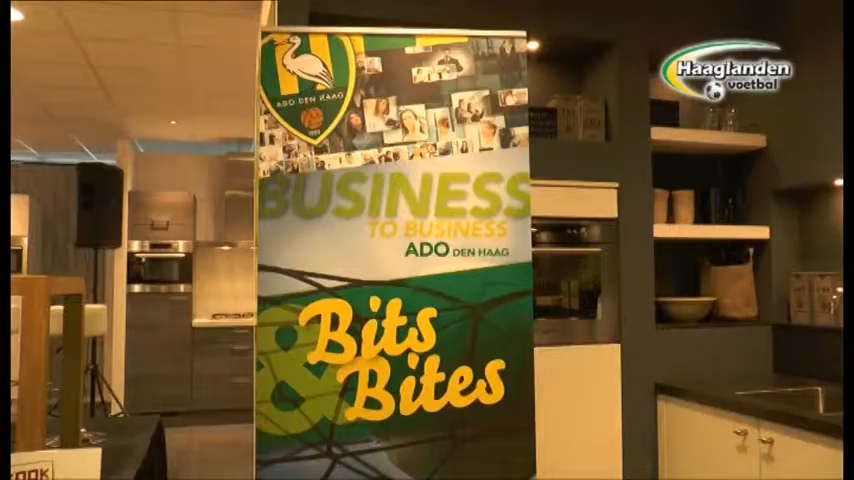 Haaglanden
voetbal
ADO DEN HAAG
BUSINESS
TO BUSINESS
ADO DEN HAAG
Bits
&
Bites